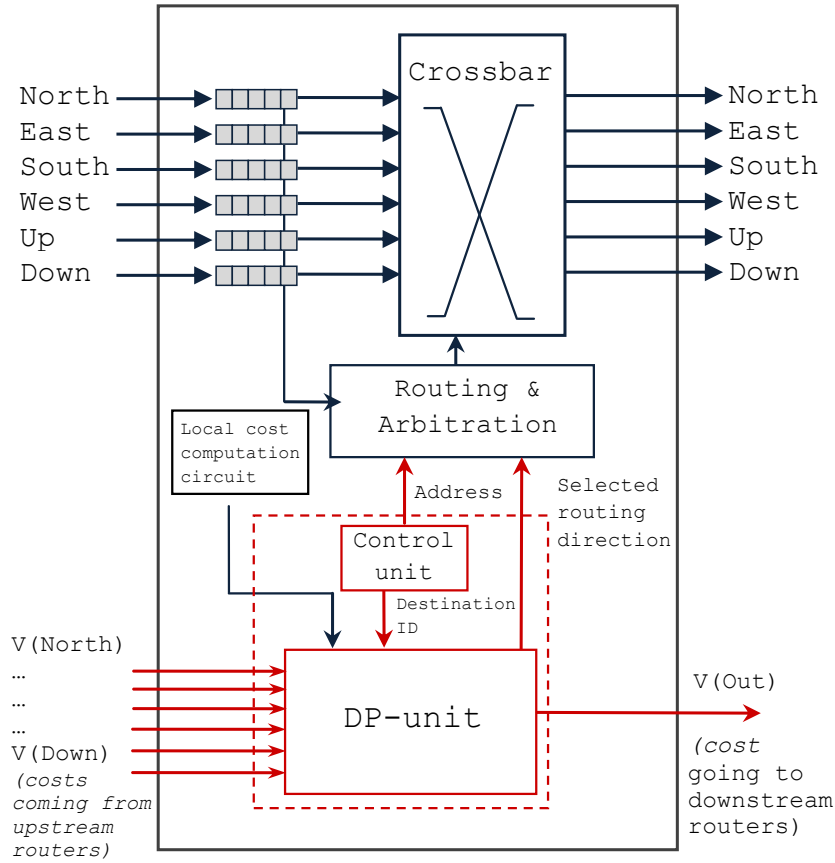 Crossbar
North
East
South
West
Up
Down
North
East
South
West
Up
Down
Routing &
Arbitration
Local cost
computation
circuit
Address
Selected
routing
direction
Control
unit
Destination
ID
V(North)
…
…
…
V(Down)
(costs
coming from
upstream
routers)
DP-unit
V(Out)
(cost
going to
downstream
routers)